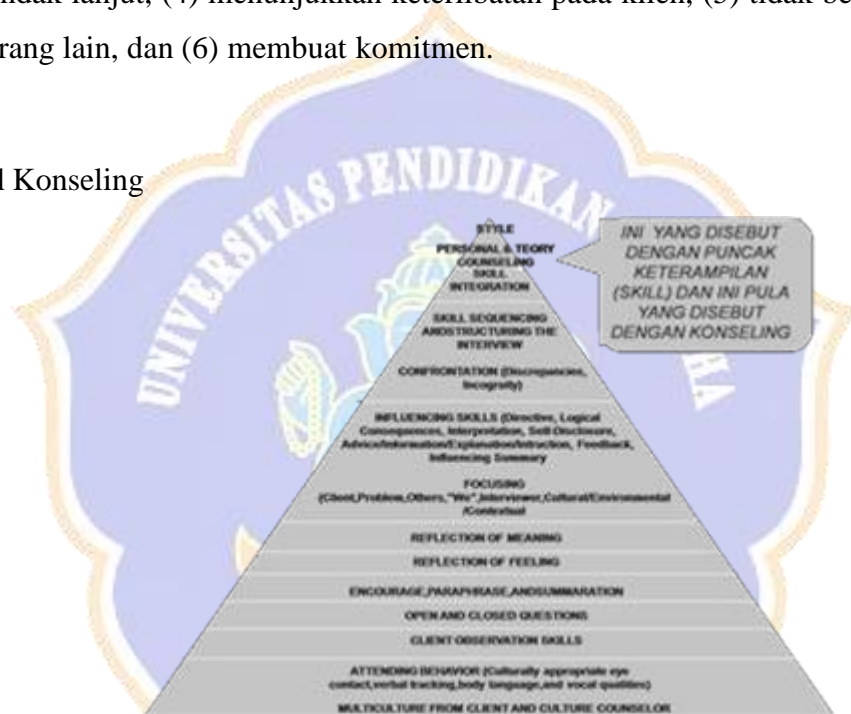 ndak lanjut, (4) menunjukkan keterlibatan pada klien, (5) tidak be
rang lain, dan (6) membuat komitmen.
l Konseling
UNIVERSITAS PENDIDIKAN
HA
STYLE
PERSONAL & TEORY
COUNSELING
SKILL
INTEGRATION
INI YANG DISEBUT
DENGAN PUNCAK
KETERAMPILAN
(SKILL) DAN INI PULA
YANG DISEBUT
DENGAN KONSELING
SKILL SEQUENCING
ANDSTRUCTURING THE
INTERVIEW
CONFRONTATION (Discrepancies,
Incogruity)
INFLUENCING SKILLS (Directive, Logical
Consequences, Interpretation, Self Disclosure,
Advice/Information/Explanation/Intruction, Feedback,
Influencing Summary
FOCUSING
(Client,Problem,Others,"We",Interviewer,Cultural/Environmental
/Contextual
REFLECTION OF MEANING
REFLECTION OF FEELING
ENCOURAGE,PARAPHRASE,ANDSUMMARATION
OPEN AND CLOSED QUESTIONS
CLIENT OBSERVATION SKILLS
ATTENDING BEHAVIOR (Culturally appropriate eye
contact,verbal tracking,body language,and vocal qualities)
MULTICULTURE FROM CLIENT AND CULTURE COUNSELOR